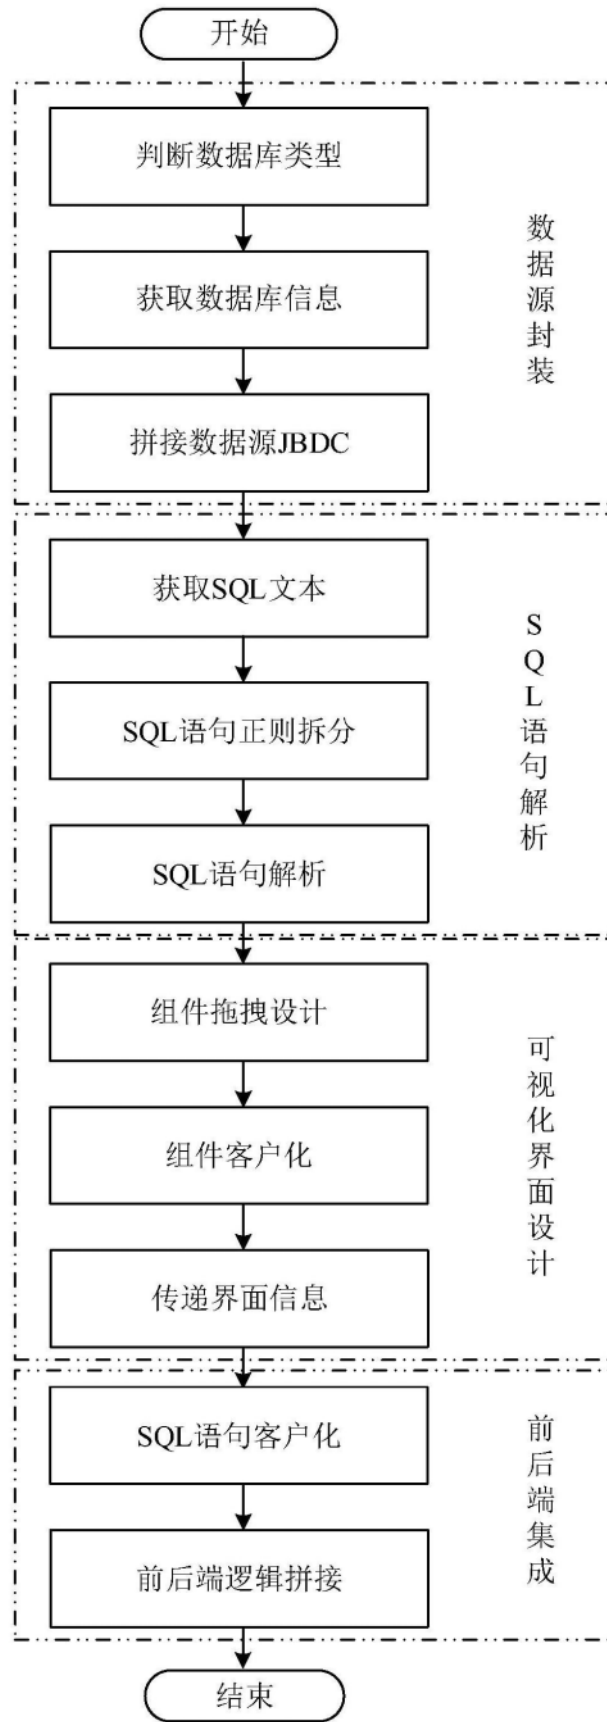 开始
判断数据库类型
获取数据库信息
拼接数据源JBDC
数据源封装
获取SQL文本
SQL语句正则拆分
SQL语句解析
SQL语句解析
组件拖拽设计
组件客户化
传递界面信息
可视化界面设计
SQL语句客户化
前后端逻辑拼接
前后端集成
结束